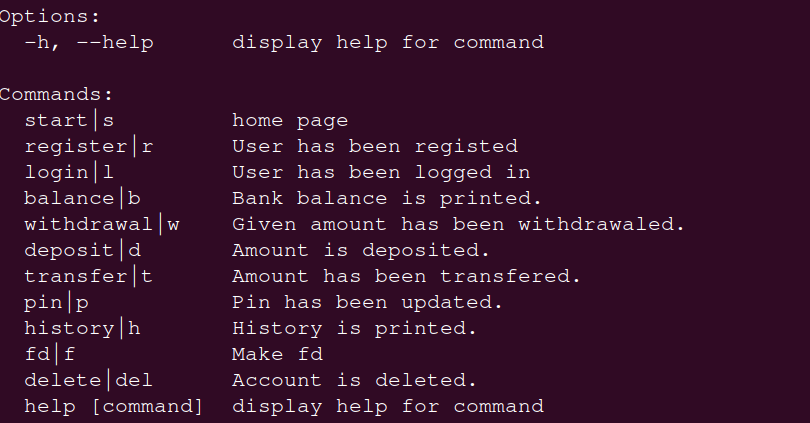 Options:
  -h, --help      display help for command

Commands:
  start|s         home page
  register|r      User has been registed
  login|l         User has been logged in
  balance|b       Bank balance is printed.
  withdrawal|w    Given amount has been withdrawaled.
  deposit|d       Amount is deposited.
  transfer|t      Amount has been transfered.
  pin|p           Pin has been updated.
  history|h       History is printed.
  fd|f            Make fd
  delete|del      Account is deleted.
  help [command]  display help for command